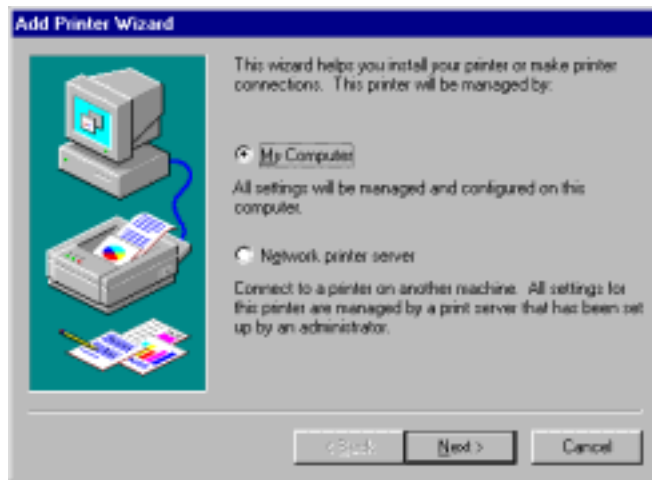 Add Printer Wizard
This wizard helps you install your printer or make printer
connections. This printer will be managed by:
My Computer
All settings will be managed and configured on this
computer.
Network printer server
Connect to a printer on another machine. All settings for
this printer are managed by a print server that has been set
up by an administrator.
< Back
Next >
Cancel